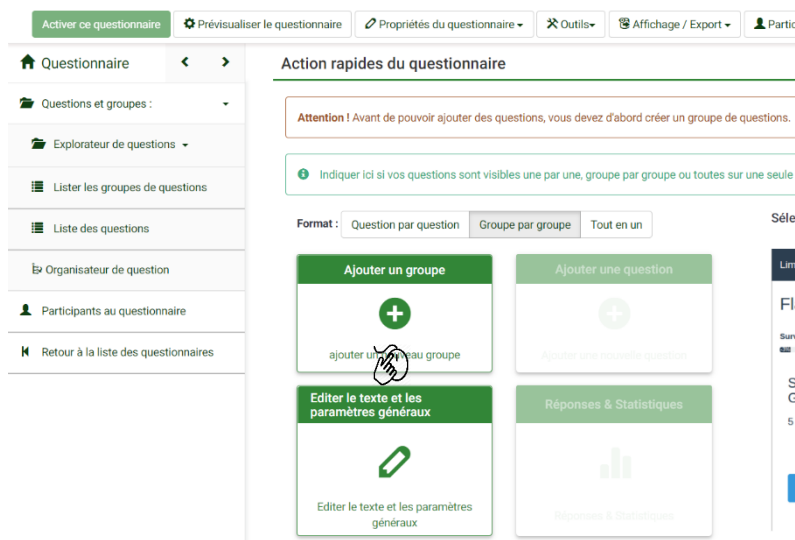 Activer ce questionnaire
Prévisualiser le questionnaire
Propriétés du questionnaire
Outils
Affichage / Export
Questionnaire
Action rapides du questionnaire
Questions et groupes :
Explorateur de questions
Lister les groupes de questions
Liste des questions
Organisateur de question
Participants au questionnaire
Retour à la liste des questionnaires
Attention ! Avant de pouvoir ajouter des questions, vous devez d'abord créer un groupe de questions.
Indiquer ici si vos questions sont visibles une par une, groupe par groupe ou toutes sur une seule
Format :
Question par question
Groupe par groupe
Tout en un
Ajouter un groupe
ajouter un nouveau groupe
Ajouter une question
Ajouter une nouvelle question
Editer le texte et les
paramètres généraux
Editer le texte et les paramètres
généraux
Réponses & Statistiques
Réponses & Statistiques
5